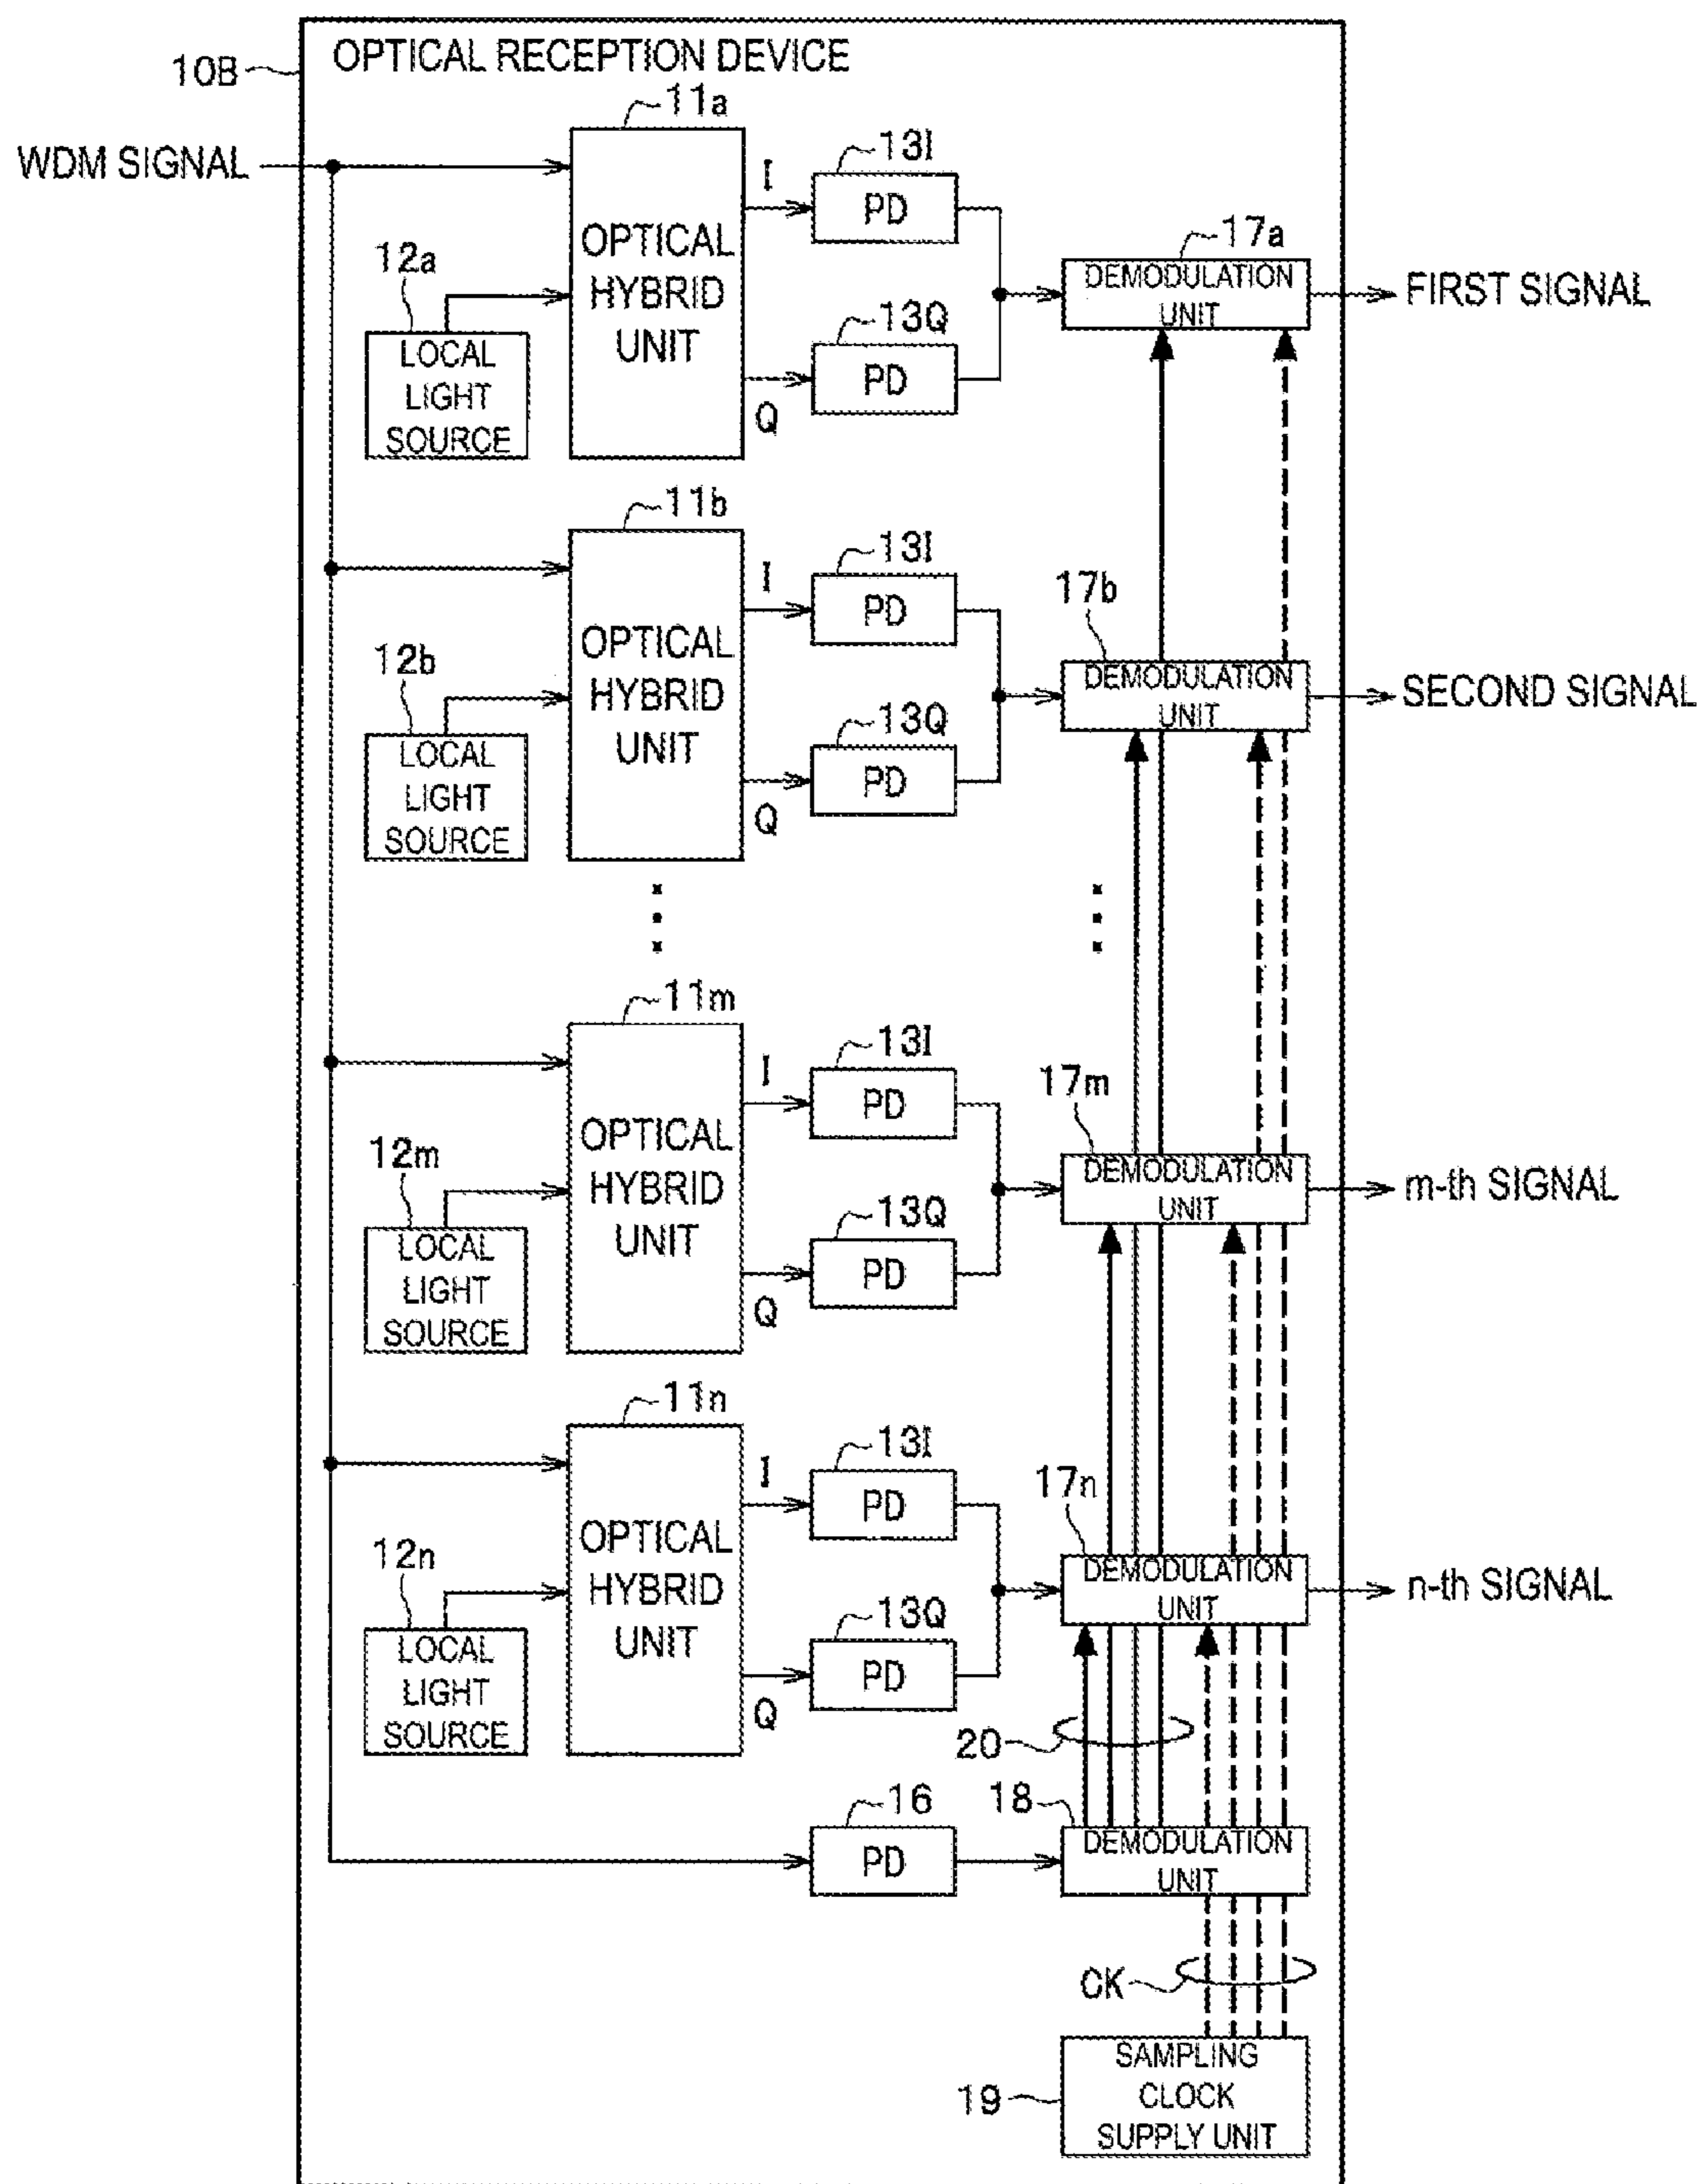 OPTICAL RECEPTION DEVICE
10B
11a
WDM SIGNAL
I
13I
PD
OPTICAL
HYBRID
UNIT
12a
LOCAL
LIGHT
SOURCE
13Q
PD
Q
17a
DEMODULATION
UNIT
FIRST SIGNAL
11b
I
13I
PD
OPTICAL
HYBRID
UNIT
12b
LOCAL
LIGHT
SOURCE
13Q
PD
Q
17b
DEMODULATION
UNIT
SECOND SIGNAL
11m
I
13I
PD
OPTICAL
HYBRID
UNIT
12m
LOCAL
LIGHT
SOURCE
13Q
PD
Q
17m
DEMODULATION
UNIT
m-th SIGNAL
11n
I
13I
PD
OPTICAL
HYBRID
UNIT
12n
LOCAL
LIGHT
SOURCE
13Q
PD
Q
17n
DEMODULATION
UNIT
n-th SIGNAL
20
16
PD
18
DEMODULATION
UNIT
CK
19
SAMPLING
CLOCK
SUPPLY UNIT